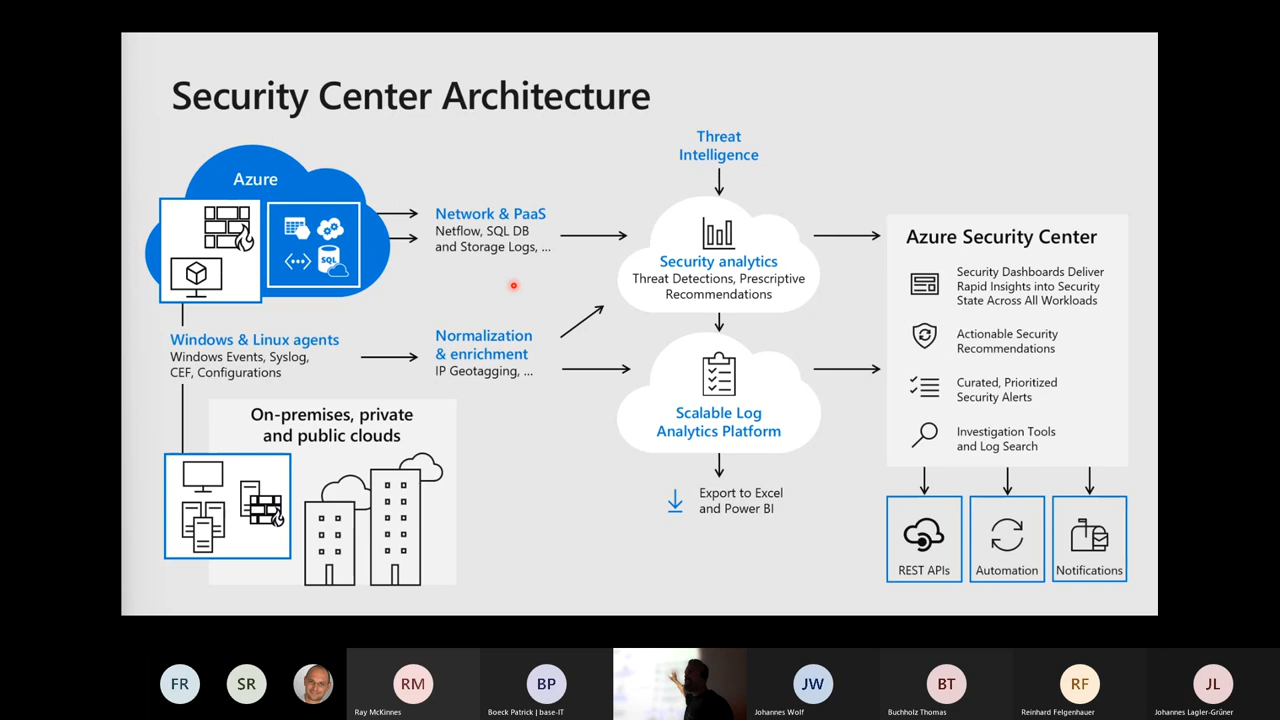 Security Center Architecture
Azure
SQL
Network & PaaS
Netflow, SQL DB
and Storage Logs, ...
Threat
Intelligence
Security analytics
Threat Detections, Prescriptive
Recommendations
Windows & Linux agents
Windows Events, Syslog,
CEF, Configurations
Normalization
& enrichment
IP Geotagging, ...
On-premises, private
and public clouds
Scalable Log
Analytics Platform
Export to Excel
and Power BI
Azure Security Center
Security Dashboards Deliver
Rapid Insights into Security
State Across All Workloads
Actionable Security
Recommendations
Curated, Prioritized
Security Alerts
Investigation Tools
and Log Search
REST APIs
Automation
Notifications
FR
SR
RM
Ray McKinnes
BP
Boeck Patrick | base-IT
JW
Johannes Wolf
BT
Buchholz Thomas
RF
Reinhard Felgenhauer
JL
Johannes Lagler-Grüner